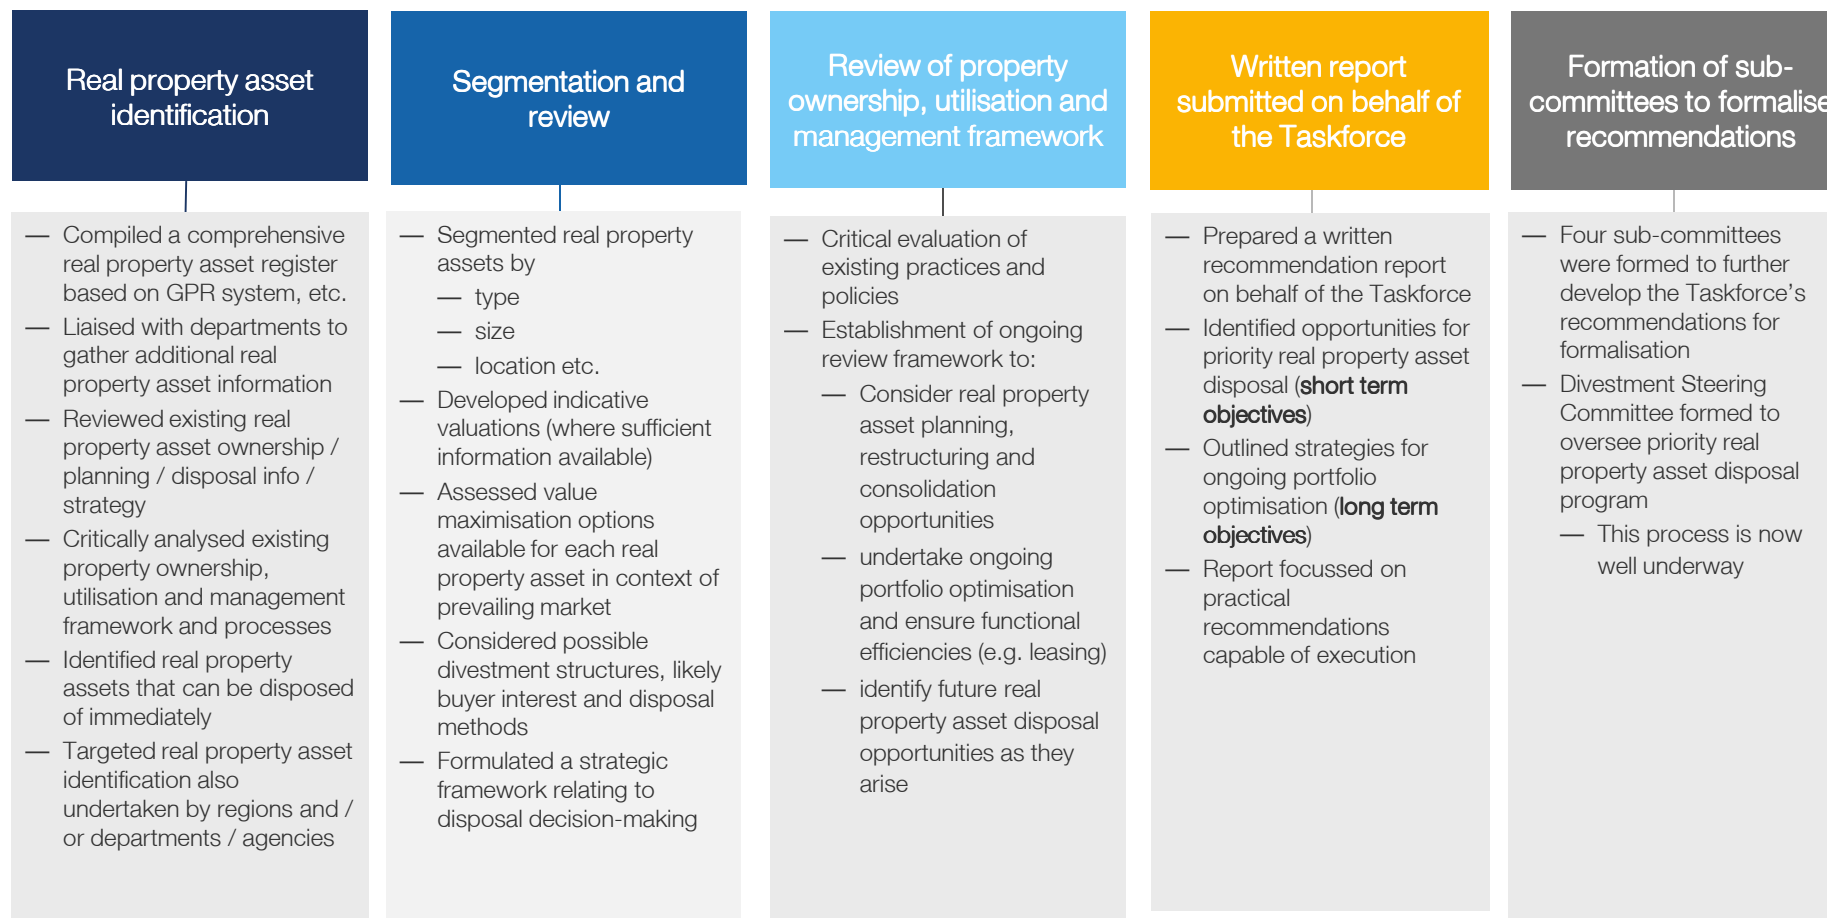 Real property asset
identification
— Compiled a comprehensive
real property asset register
based on GPR system, etc.
— Liaised with departments to
gather additional real
property asset information
— Reviewed existing real
property asset ownership /
planning / disposal info /
strategy
— Critically analysed existing
property ownership,
utilisation and management
framework and processes
— Identified real property
assets that can be disposed
of immediately
— Targeted real property asset
identification also
undertaken by regions and /
or departments / agencies
Segmentation and
review
— Segmented real property
assets by
— type
— size
— location etc.
— Developed indicative
valuations (where sufficient
information available)
— Assessed value
maximisation options
available for each real
property asset in context of
prevailing market
— Considered possible
divestment structures, likely
buyer interest and disposal
methods
— Formulated a strategic
framework relating to
disposal decision-making
Review of property
ownership, utilisation and
management framework
— Critical evaluation of
existing practices and
policies
— Establishment of ongoing
review framework to:
— Consider real property
asset planning,
restructuring and
consolidation
opportunities
— undertake ongoing
portfolio optimisation
and ensure functional
efficiencies (e.g. leasing)
— identify future real
property asset disposal
opportunities as they
arise
Written report
submitted on behalf of
the Taskforce
— Prepared a written
recommendation report
on behalf of the Taskforce
— Identified opportunities for
priority real property asset
disposal (short term
objectives)
— Outlined strategies for
ongoing portfolio
optimisation (long term
objectives)
— Report focussed on
practical
recommendations
capable of execution
Formation of sub-
committees to formalise
recommendations
— Four sub-committees
were formed to further
develop the Taskforce's
recommendations for
formalisation
— Divestment Steering
Committee formed to
oversee priority real
property asset disposal
program
— This process is now
well underway